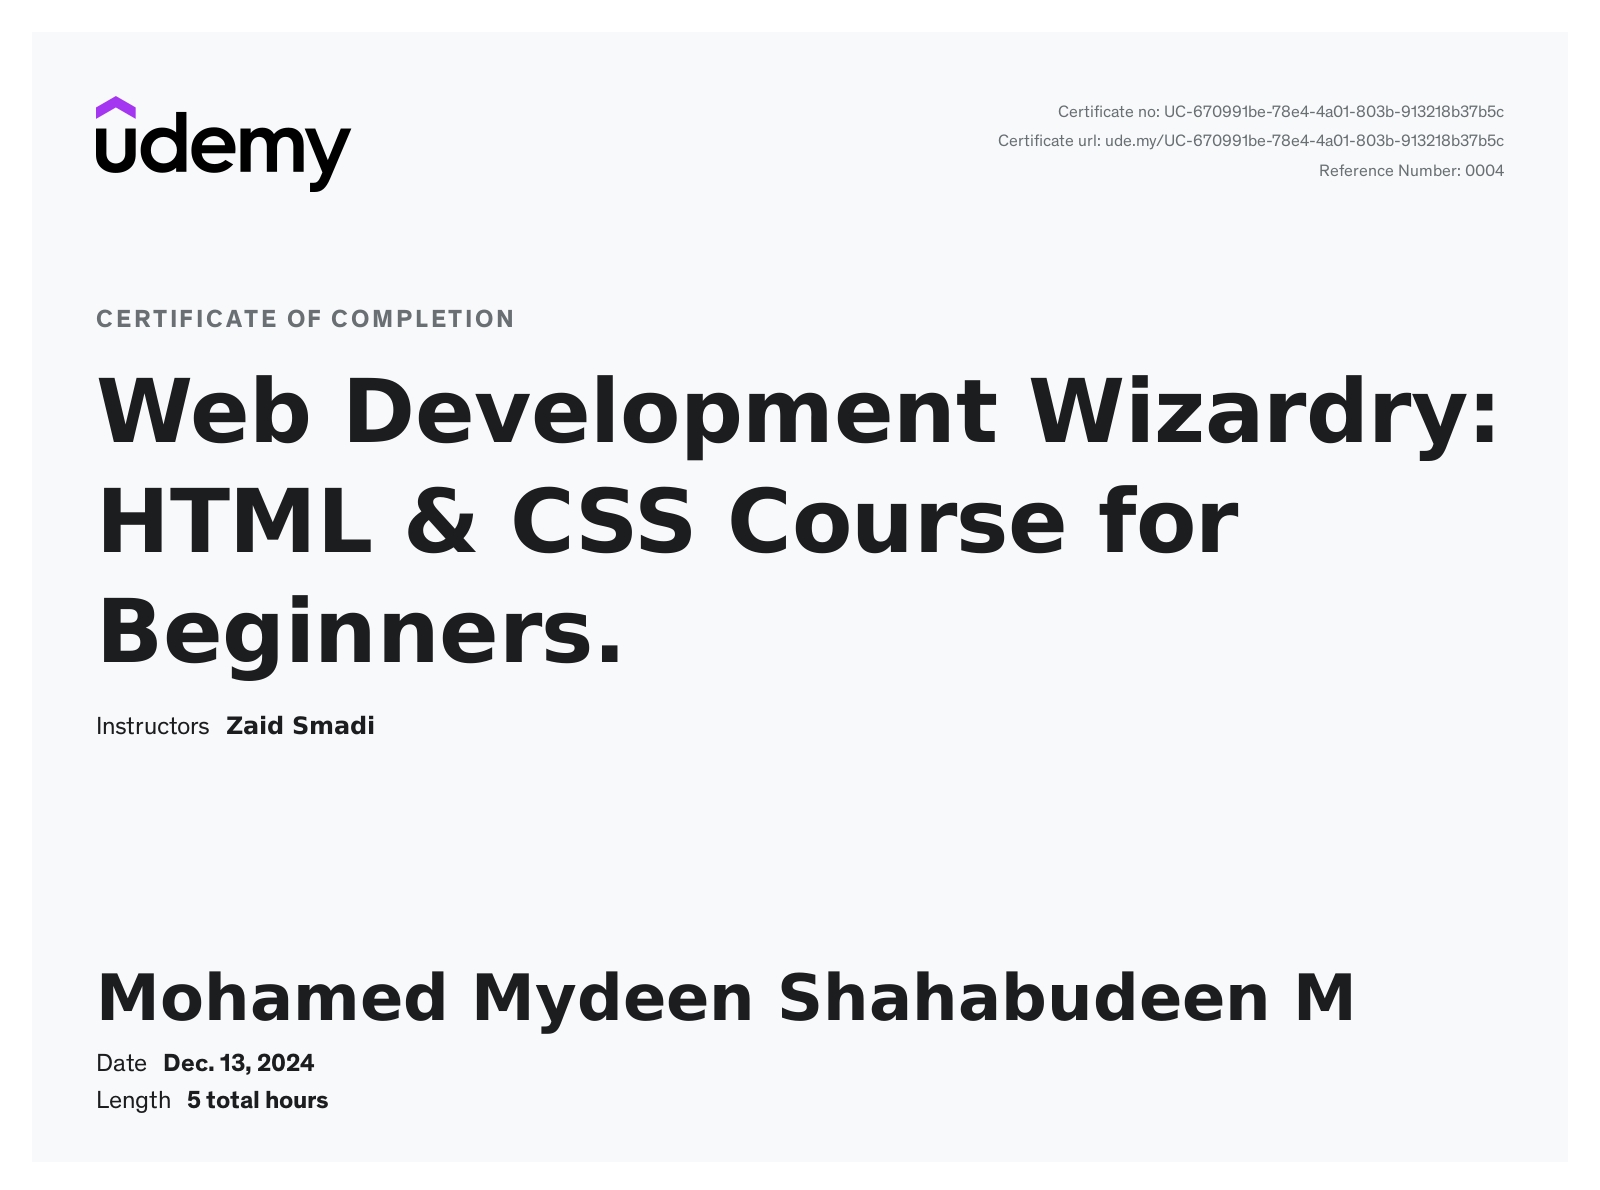 udemy
Certificate no: UC-670991be-78e4-4a01-803b-913218b37b5c
Certificate url: ude.my/UC-670991be-78e4-4a01-803b-913218b37b5c
Reference Number: 0004
CERTIFICATE OF COMPLETION
Web Development Wizardry:
HTML & CSS Course for
Beginners.
Instructors Zaid Smadi
Mohamed Mydeen Shahabudeen M
Date Dec. 13, 2024
Length 5 total hours